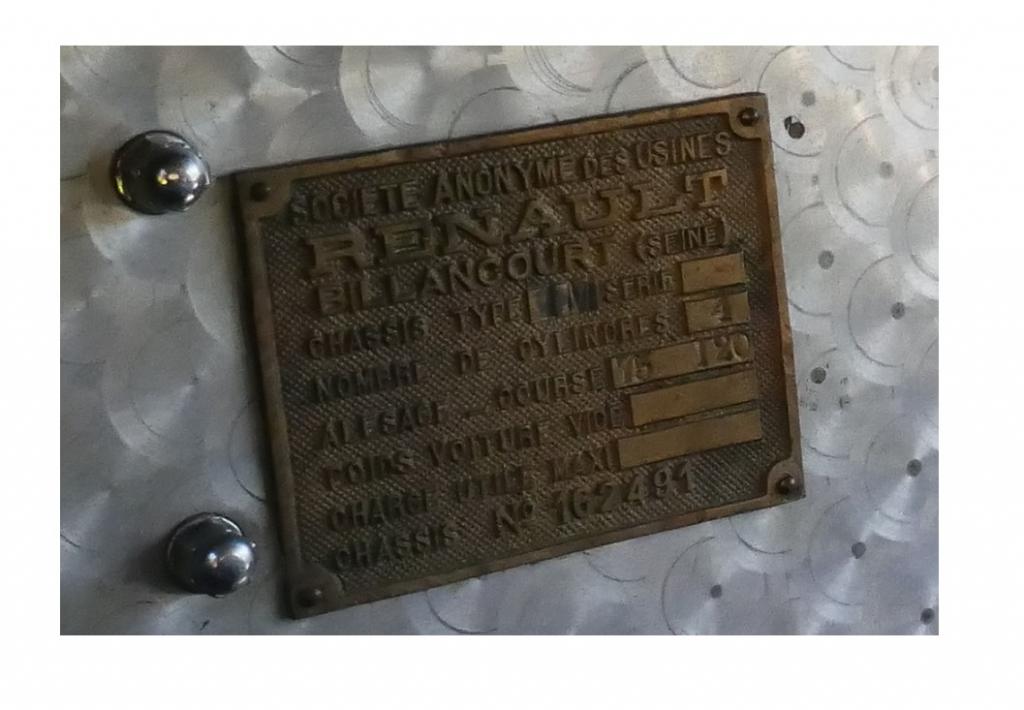 SOCIETE ANONYME DES USINES
RENAULT
BILLANCOURT (SEINE)
CHASSIS TYPE SERIE
NOMBRE DE CYLINDRES 4
ALESAGE - COURSE 75 120
POIDS VOITURE VIDE
CHARGE UTILE MAXI
CHASSIS No 162491